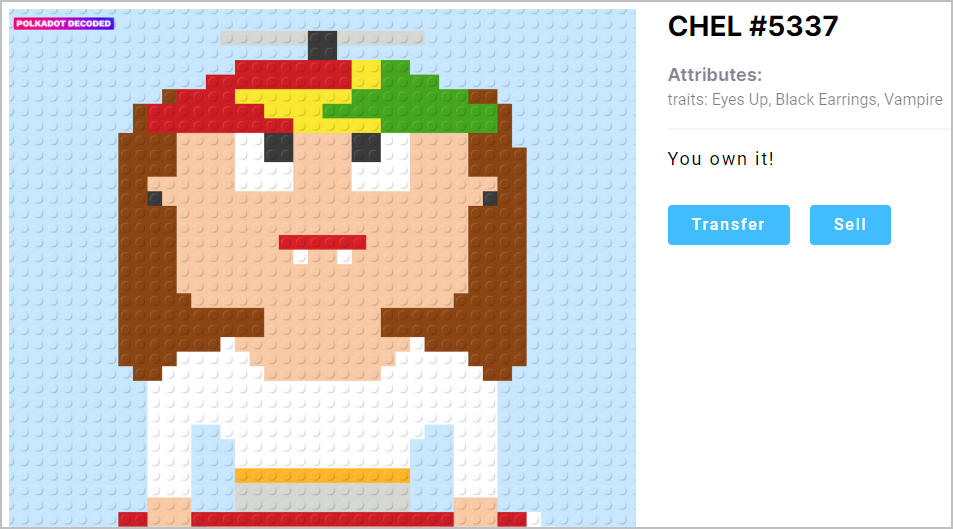 POLKADOT DECODED
CHEL #5337
Attributes:
traits: Eyes Up, Black Earrings, Vampire
You own it!
Transfer
Sell